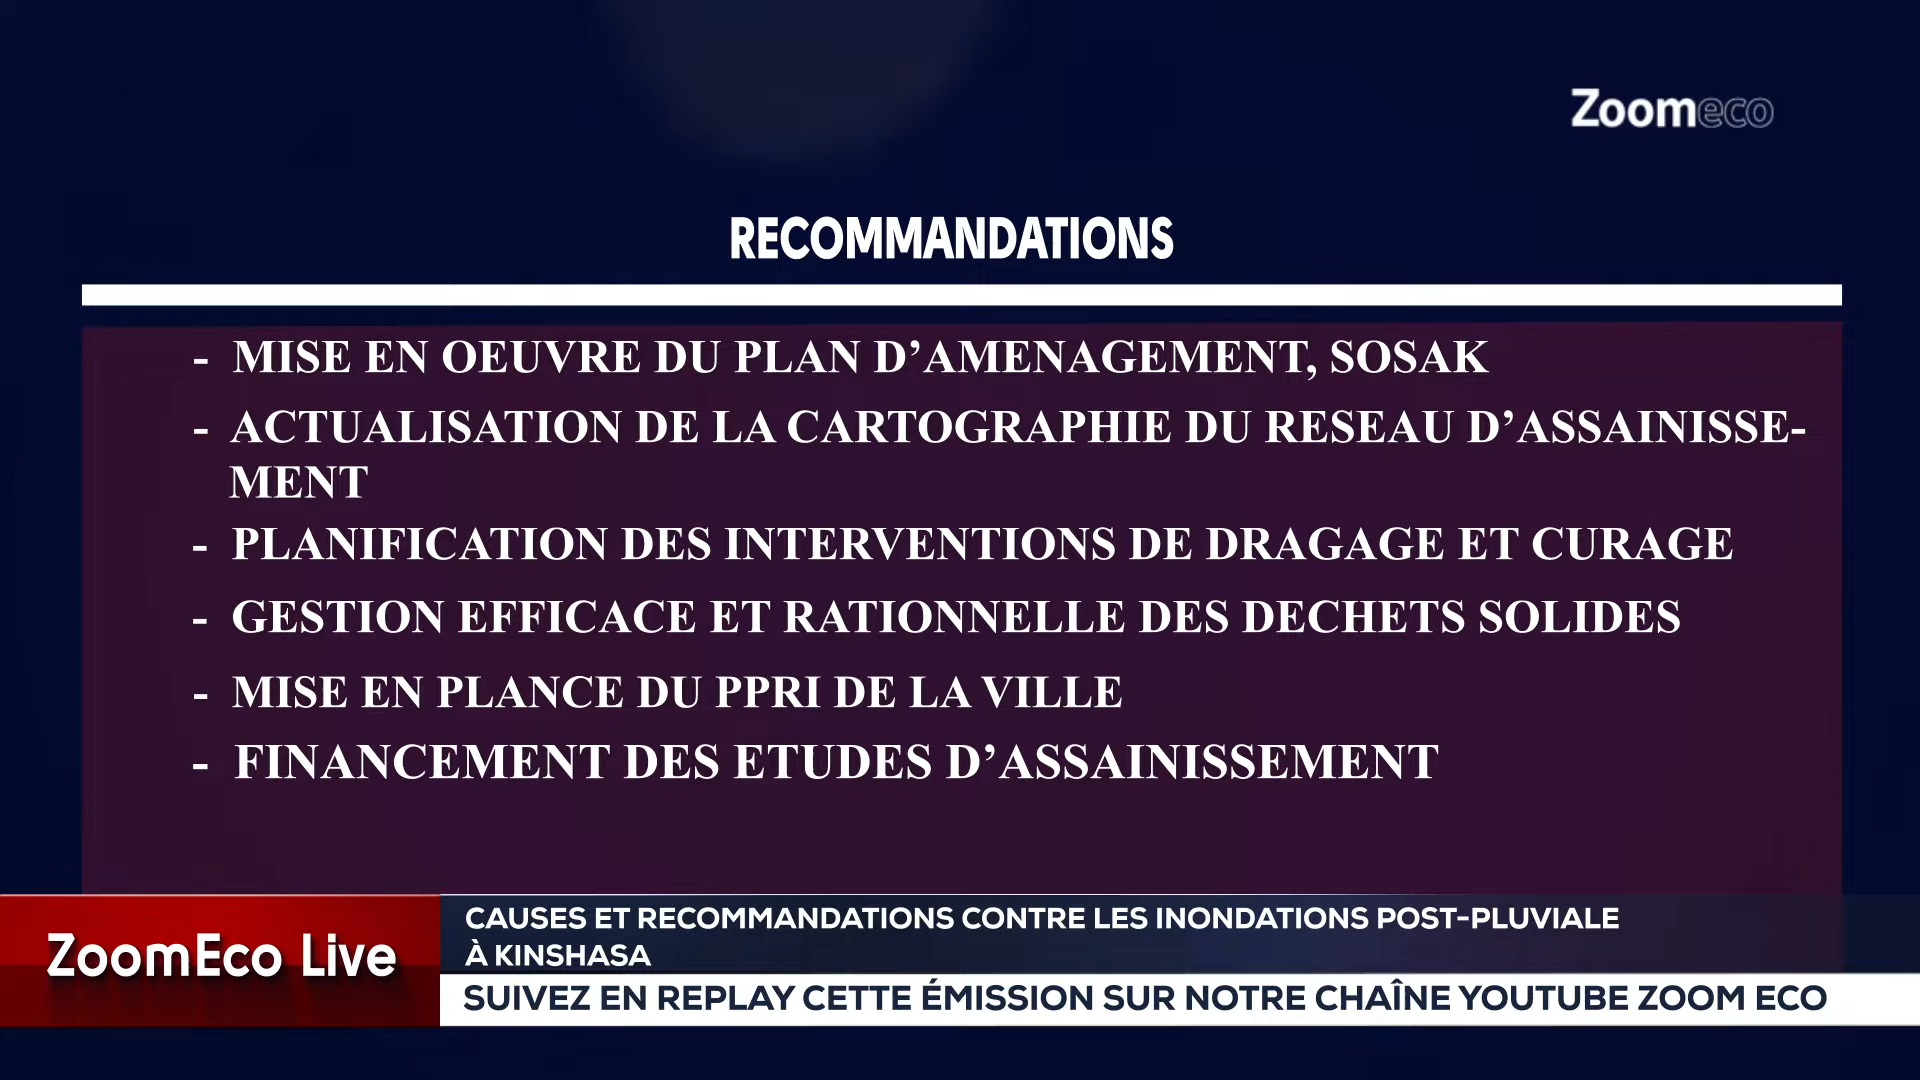 Zoomeco
RECOMMANDATIONS
- MISE EN OEUVRE DU PLAN D’AMENAGEMENT, SOSAK
- ACTUALISATION DE LA CARTOGRAPHIE DU RESEAU D’ASSAINISSE-
MENT
- PLANIFICATION DES INTERVENTIONS DE DRAGAGE ET CURAGE
- GESTION EFFICACE ET RATIONNELLE DES DECHETS SOLIDES
- MISE EN PLANCE DU PPRI DE LA VILLE
- FINANCEMENT DES ETUDES D’ASSAINISSEMENT
ZoomEco Live
CAUSES ET RECOMMANDATIONS CONTRE LES INONDATIONS POST-PLUVIALE
À KINSHASA
SUIVEZ EN REPLAY CETTE ÉMISSION SUR NOTRE CHAÎNE YOUTUBE ZOOM ECO